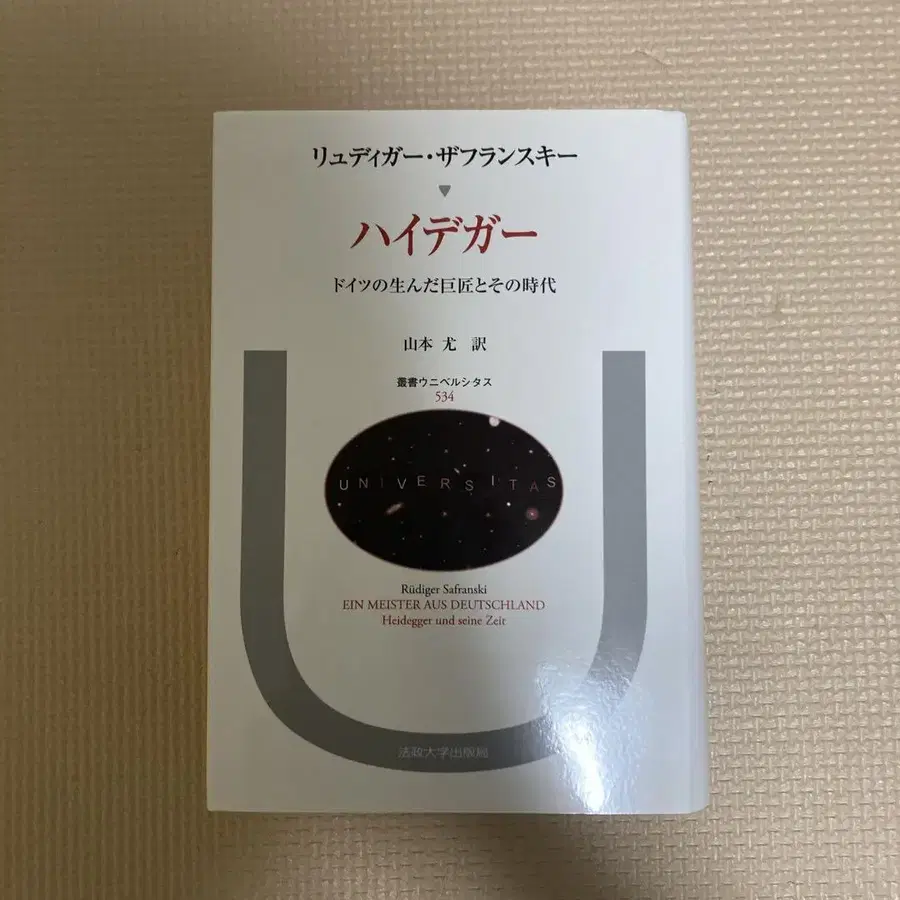 リュディガー・ザフランスキー
ハイデガー
ドイツの生んだ巨匠とその時代
山本 尤 訳
叢書ウニベルシタス
534
UNIVERSITAS
Rüdiger Safranski
EIN MEISTER AUS DEUTSCHLAND
Heidegger und seine Zeit
法政大学出版局